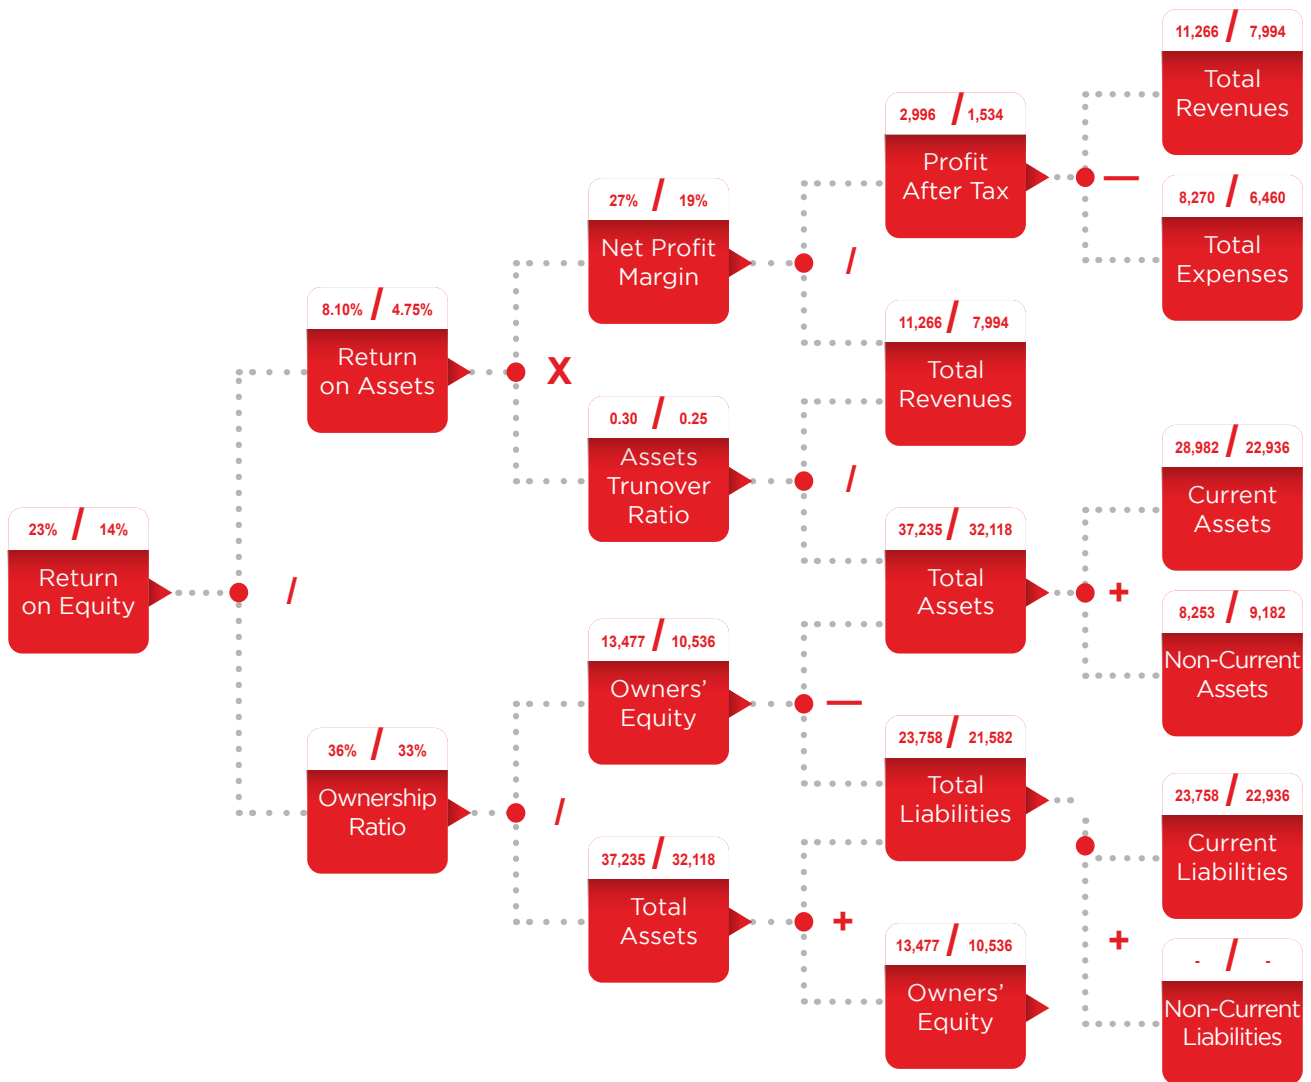 11,266 / 7,994
Total
Revenues
2,996 / 1,534
Profit
After Tax
—
8,270 / 6,460
Total
Expenses
27% / 19%
Net Profit
Margin
/
11,266 / 7,994
Total
Revenues
8.10% / 4.75%
Return
on Assets
X
0.30 / 0.25
Assets
Trunover
Ratio
/
28,982 / 22,936
Current
Assets
23% / 14%
Return
on Equity
/
37,235 / 32,118
Total
Assets
+
8,253 / 9,182
Non-Current
Assets
13,477 / 10,536
Owners'
Equity
—
36% / 33%
Ownership
Ratio
/
23,758 / 21,582
Total
Liabilities
23,758 / 22,936
Current
Liabilities
37,235 / 32,118
Total
Assets
+
13,477 / 10,536
Owners'
Equity
+
- / -
Non-Current
Liabilities